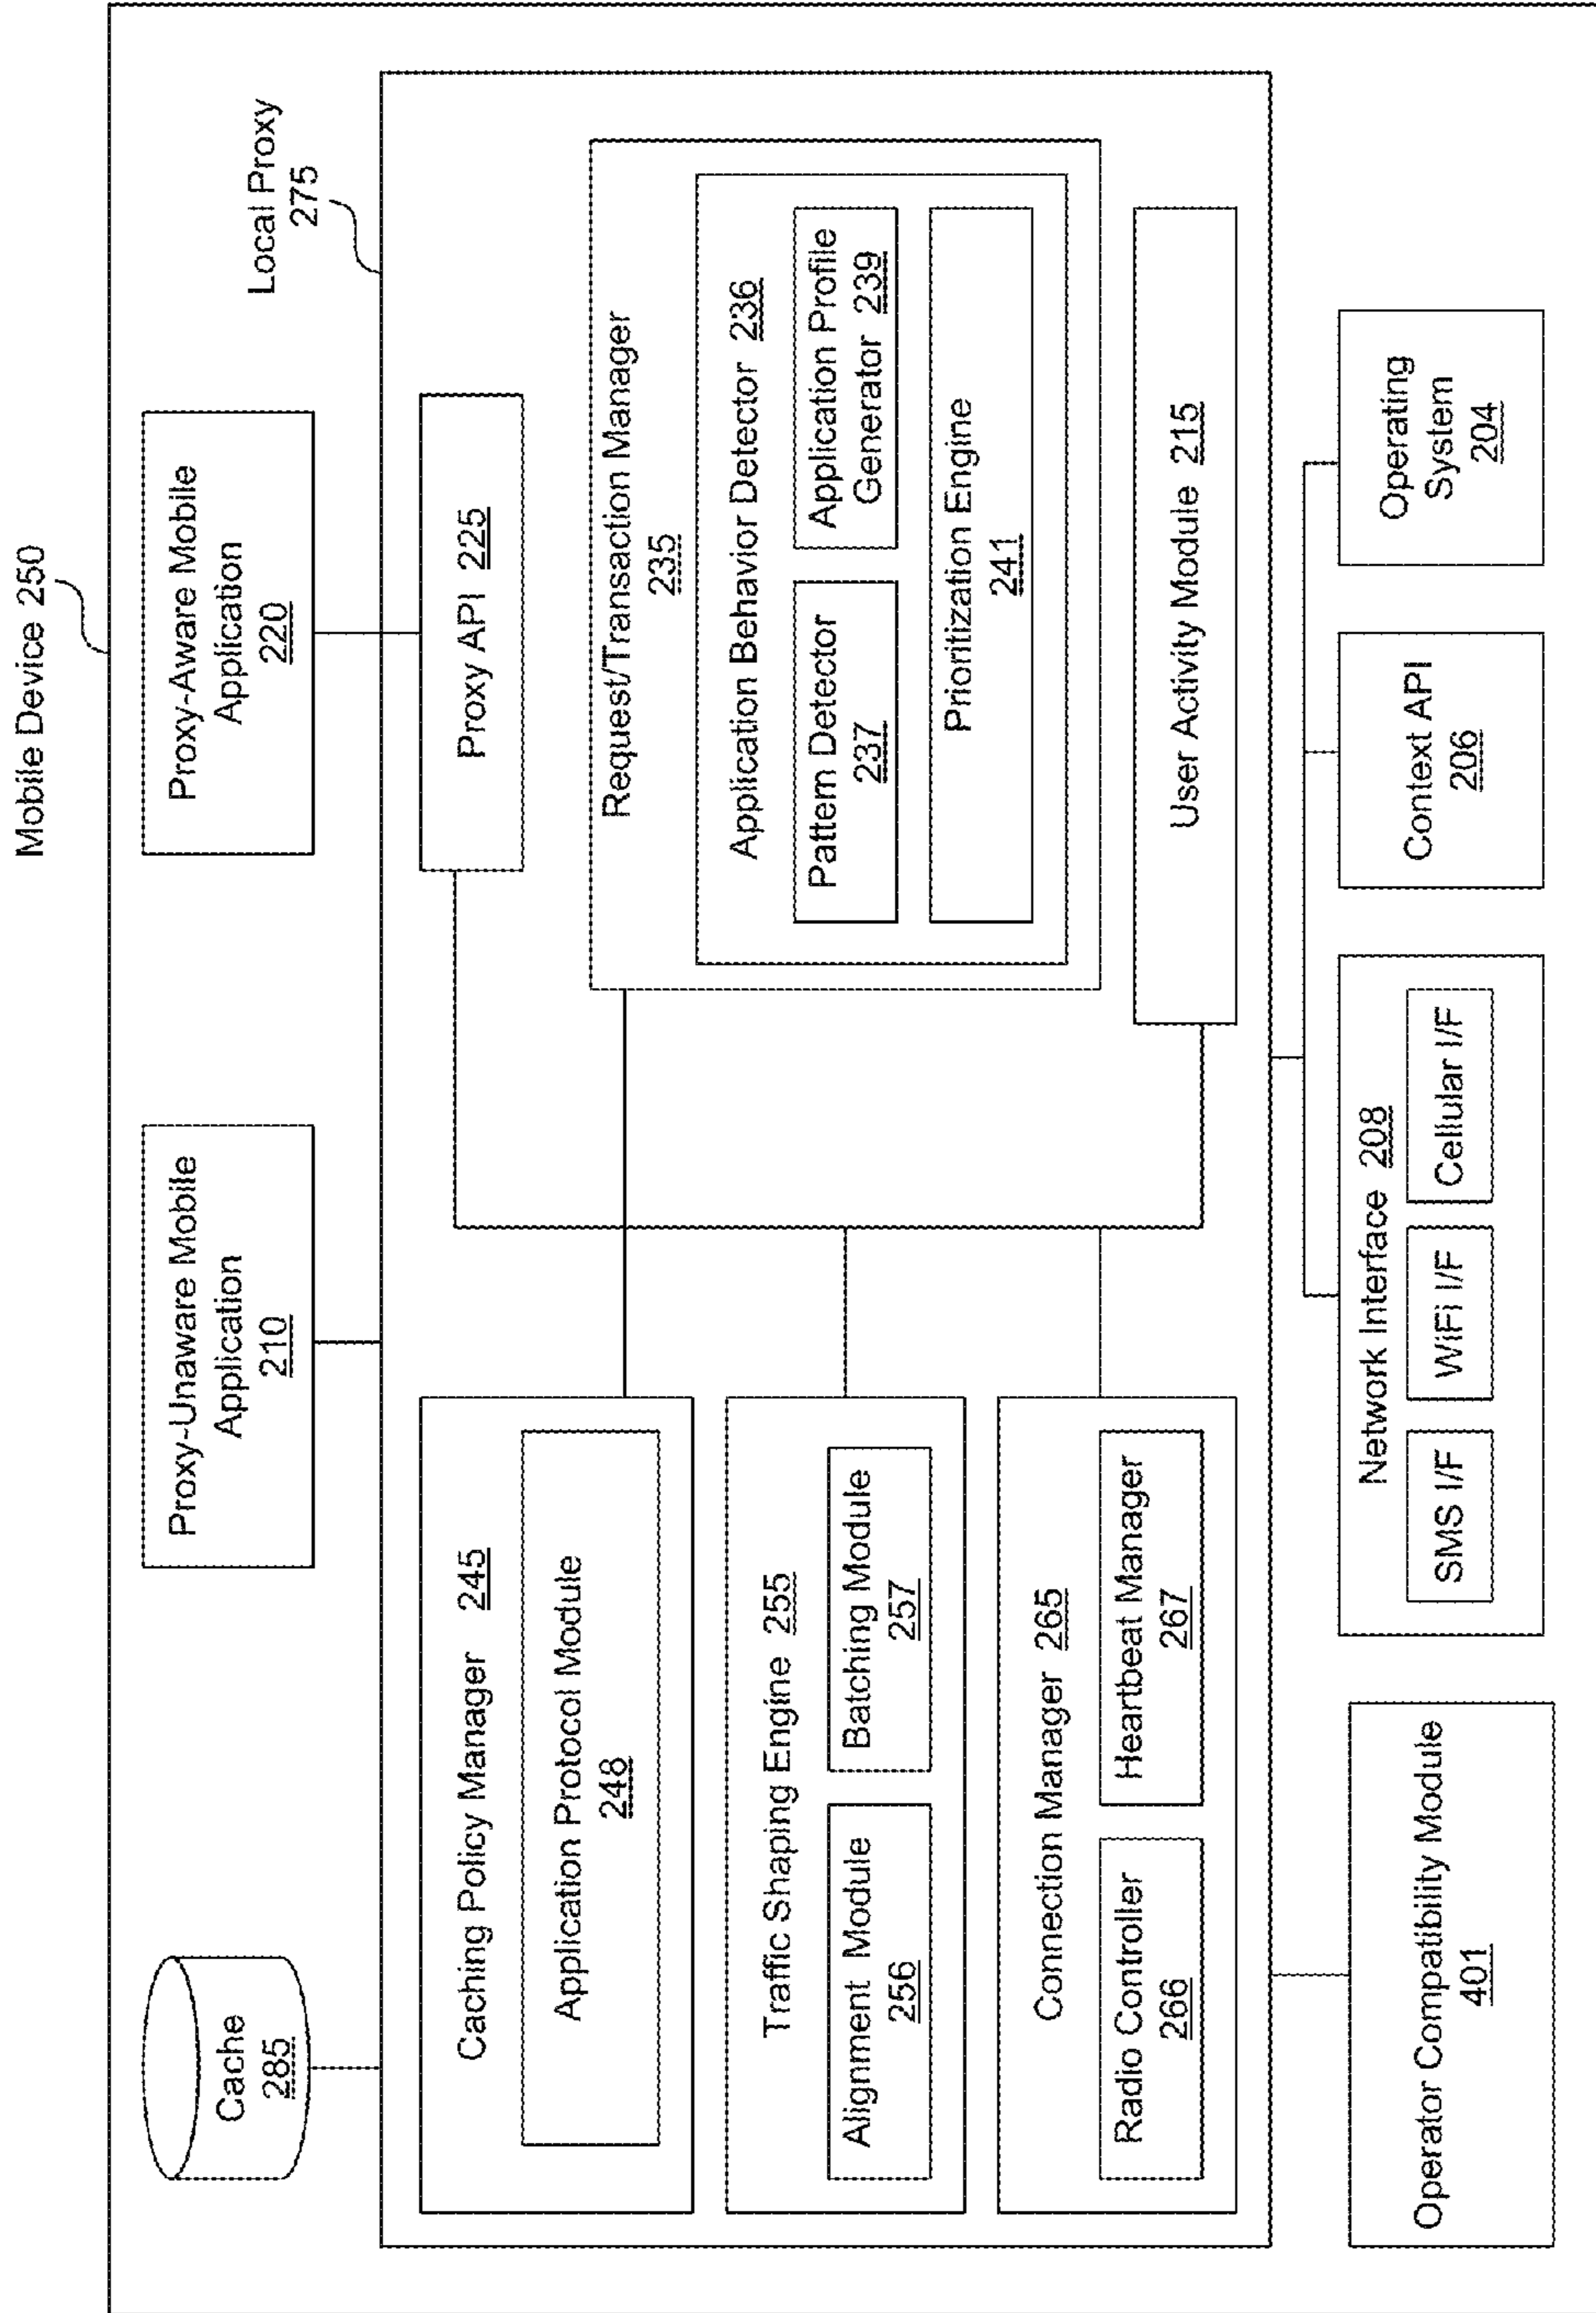 Mobile Device 250
Cache
285
Proxy-Unaware Mobile
Application
210
Proxy-Aware Mobile
Application
220
Local Proxy
275
Caching Policy Manager 245
Application Protocol Module
248
Traffic Shaping Engine 255
Alignment Module
256
Batching Module
257
Connection Manager 265
Radio Controller
266
Heartbeat Manager
267
Proxy API 225
Request/Transaction Manager
235
Application Behavior Detector 236
Pattern Detector
237
Application Profile
Generator 239
Prioritization Engine
241
User Activity Module 215
Operator Compatibility Module
401
Network Interface 208
SMS I/F
WiFi I/F
Cellular I/F
Context API
206
Operating
System
204